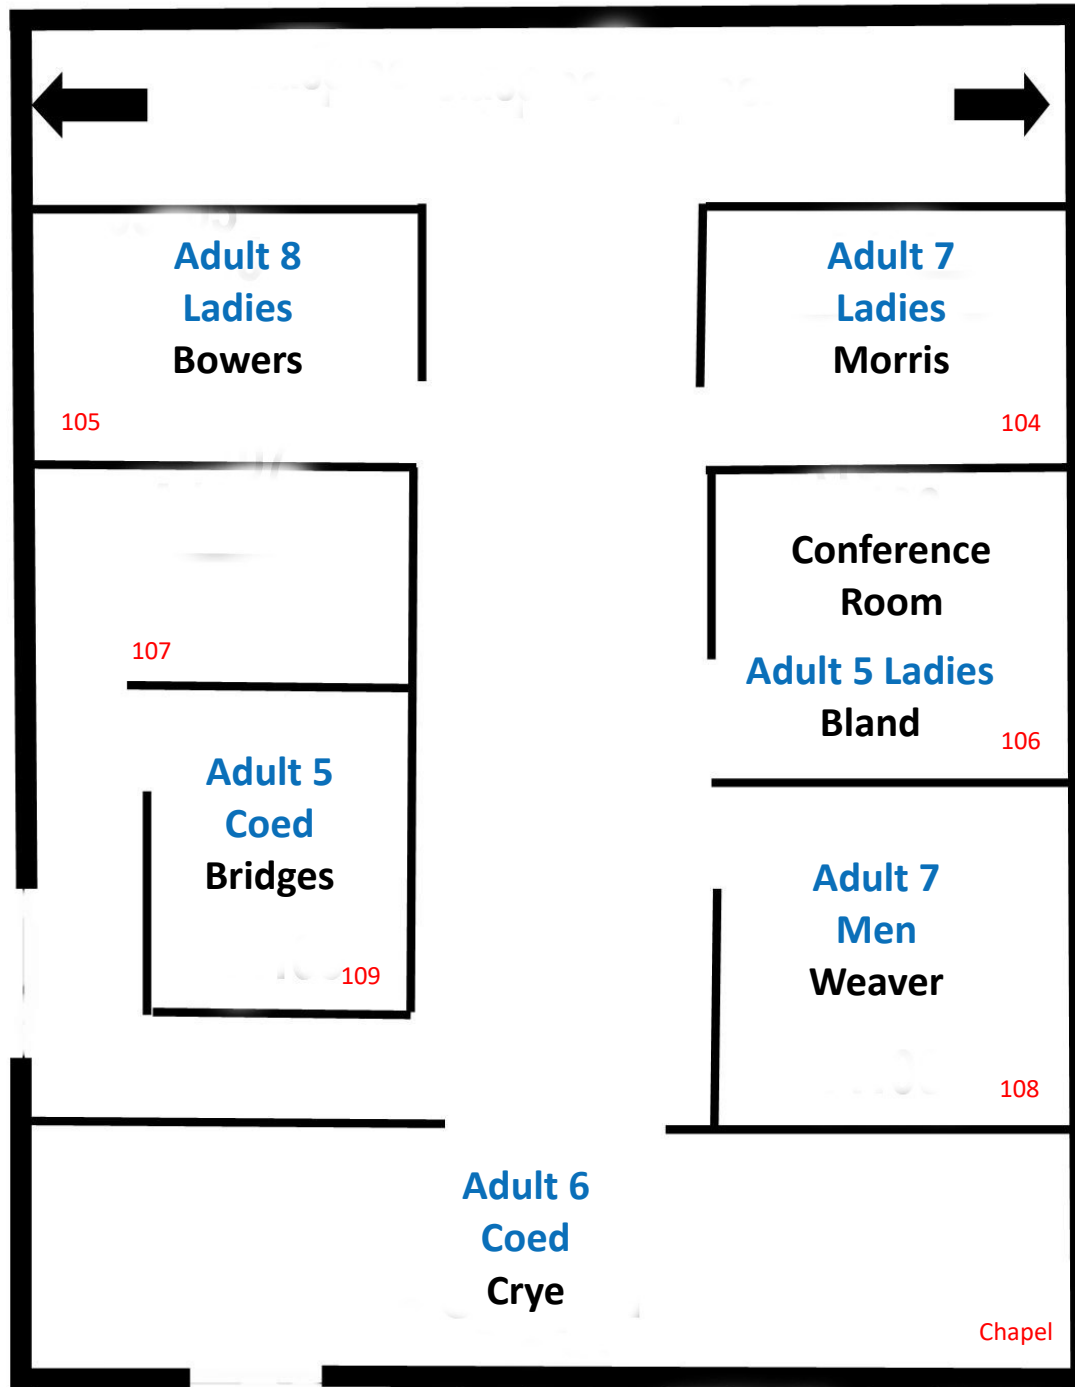 Adult 8
Ladies
Bowers
105
Adult 7
Ladies
Morris
104
107
Conference
Room
Adult 5 Ladies
Bland
106
Adult 5
Coed
Bridges
109
Adult 7
Men
Weaver
108
Adult 6
Coed
Crye
Chapel